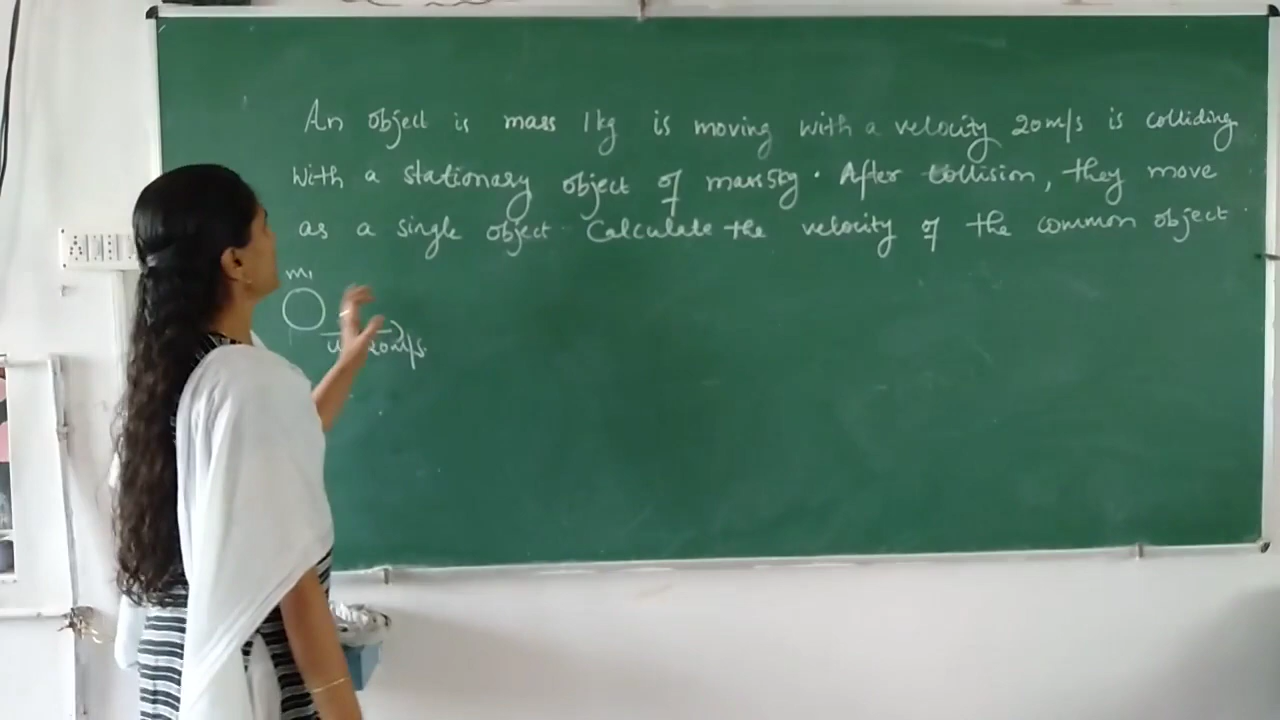 An object is mass 1kg is moving with a velocity 20m/s is colliding
with a stationary object of mass 5kg. After collision, they move
as a single object. Calculate the velocity of the common object.
m1
u 20m/s.